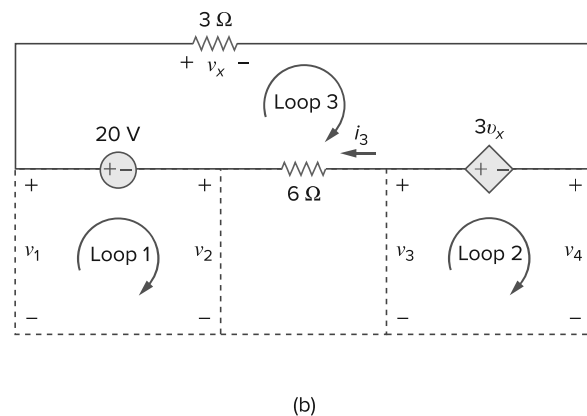 3 Ω
+ vₓ −
Loop 3
20 V
i₃
3vₓ
+ −
6 Ω
+ −
+ + + +
v₁ Loop 1 v₂ v₃ Loop 2 v₄
− − − −
(b)